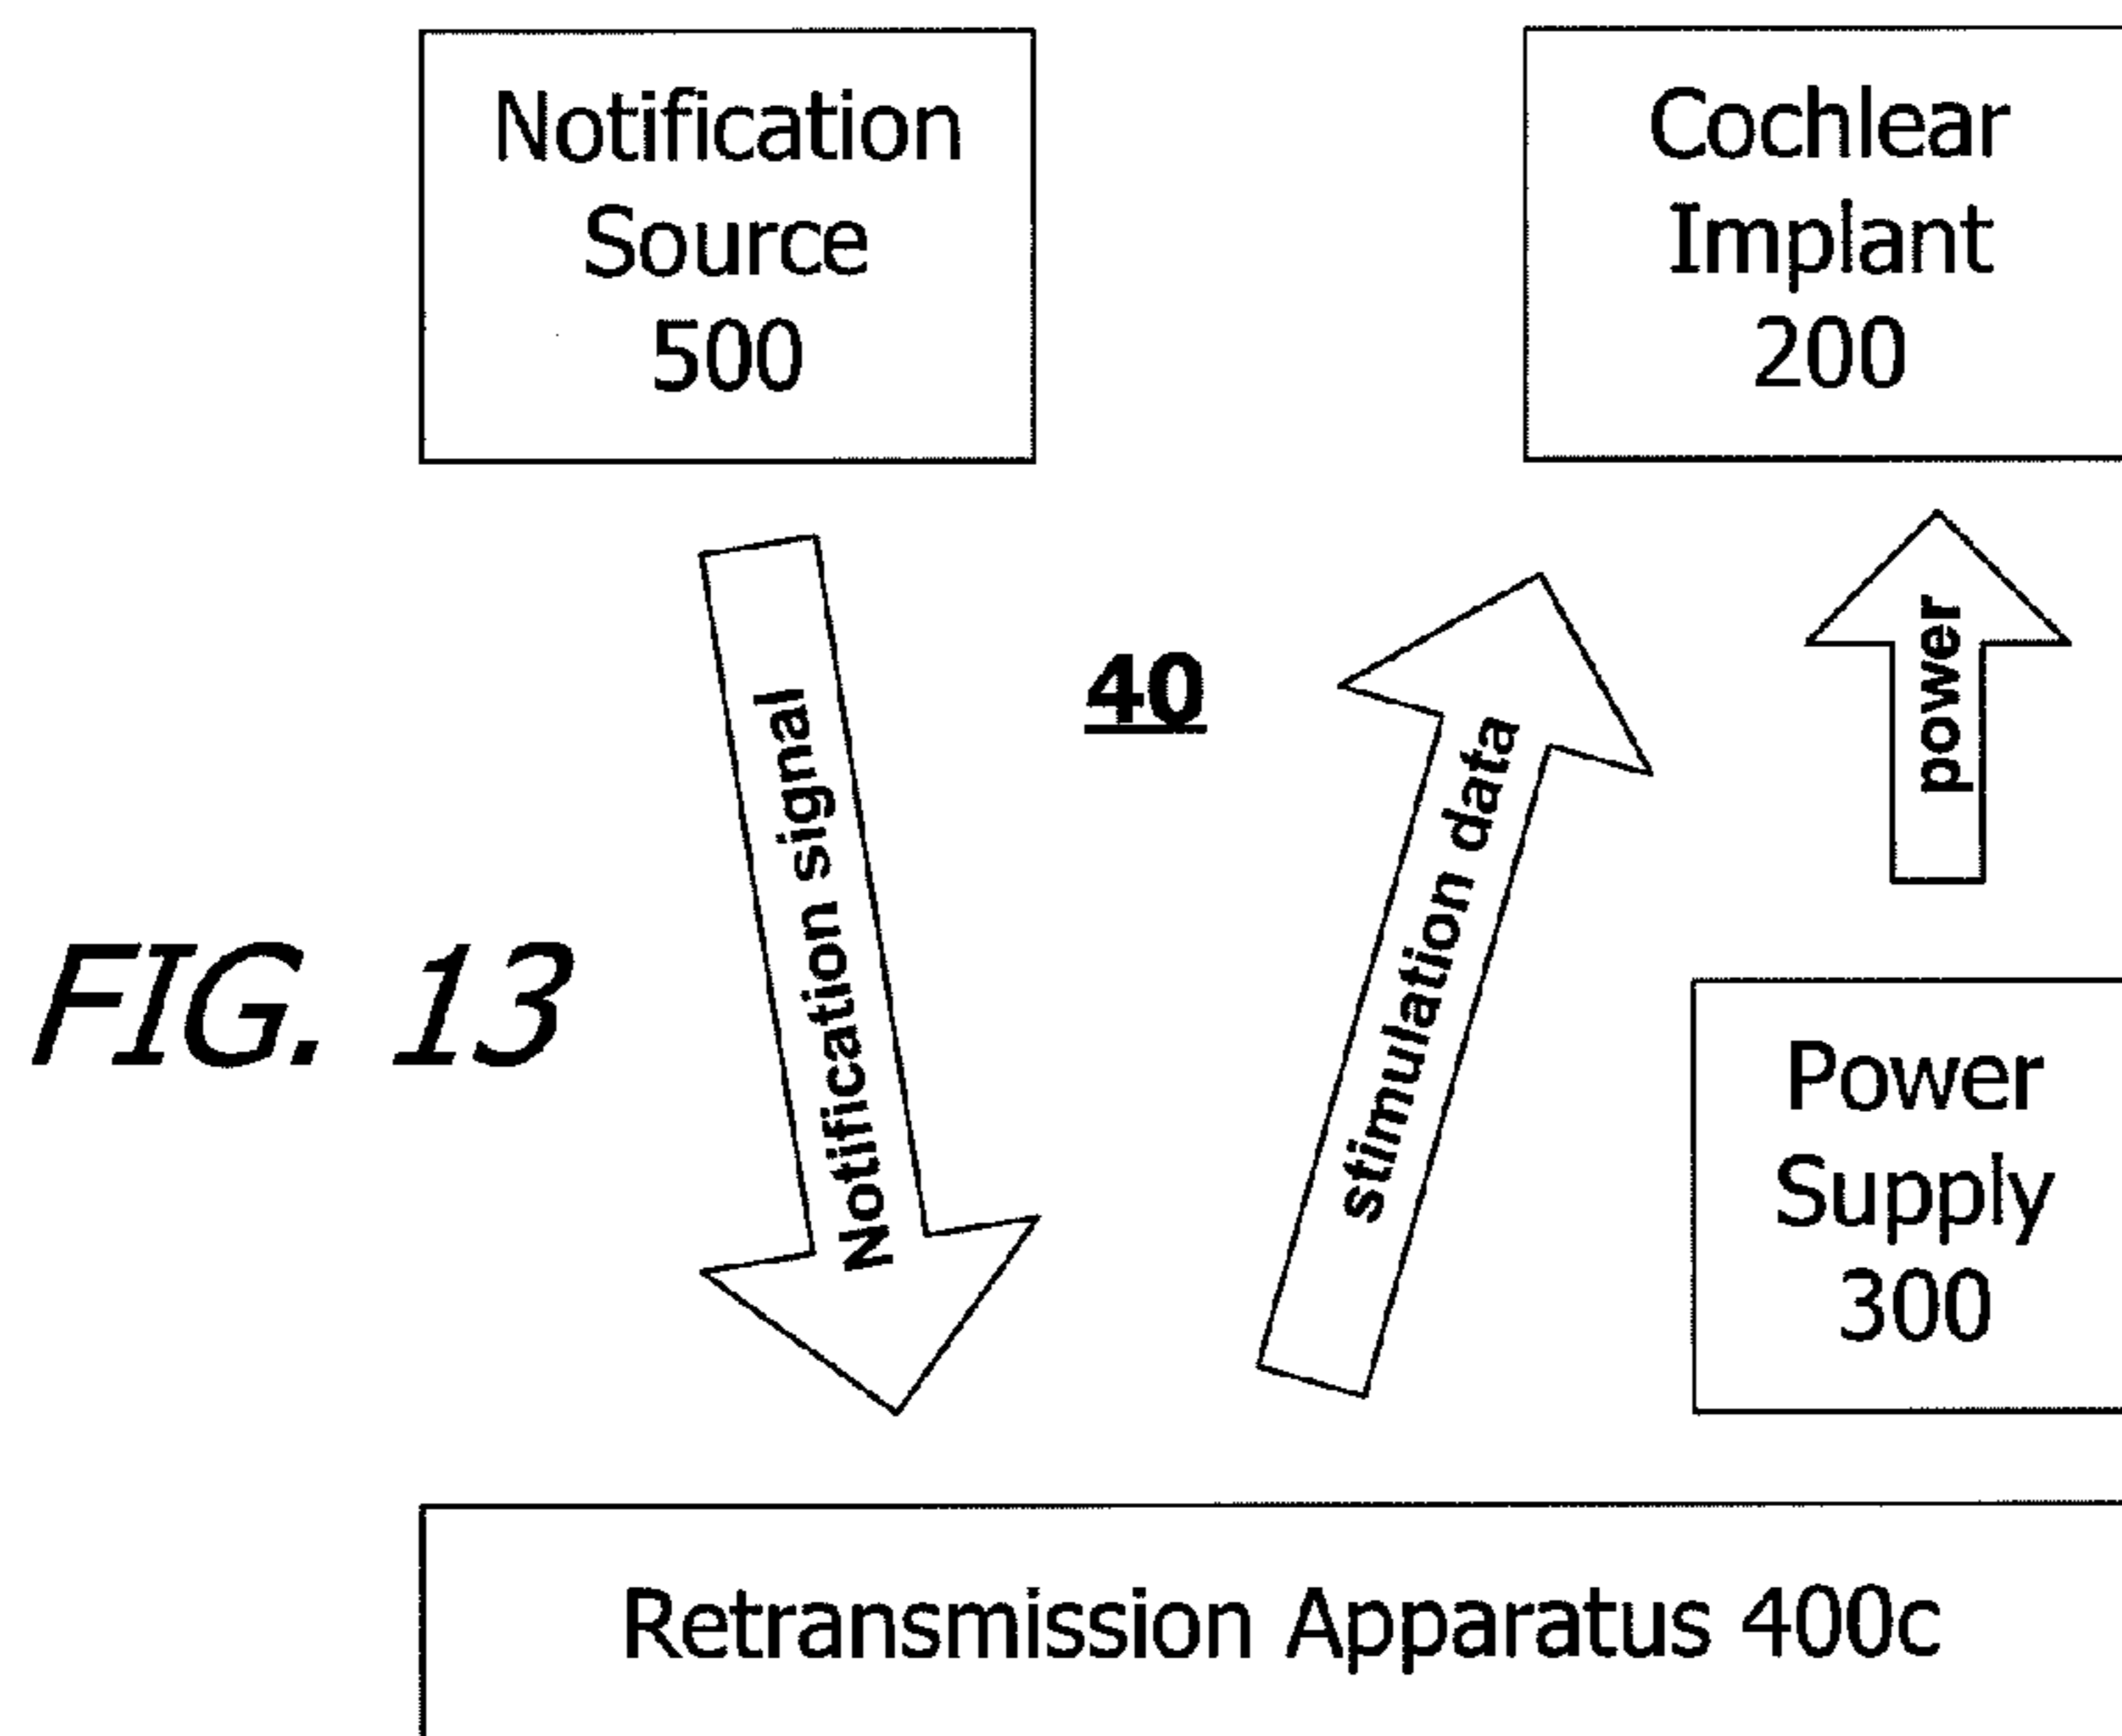 Notification
Source
500
Cochlear
Implant
200
Notification signal
40
stimulation data
power
FIG. 13
Power
Supply
300
Retransmission Apparatus 400c